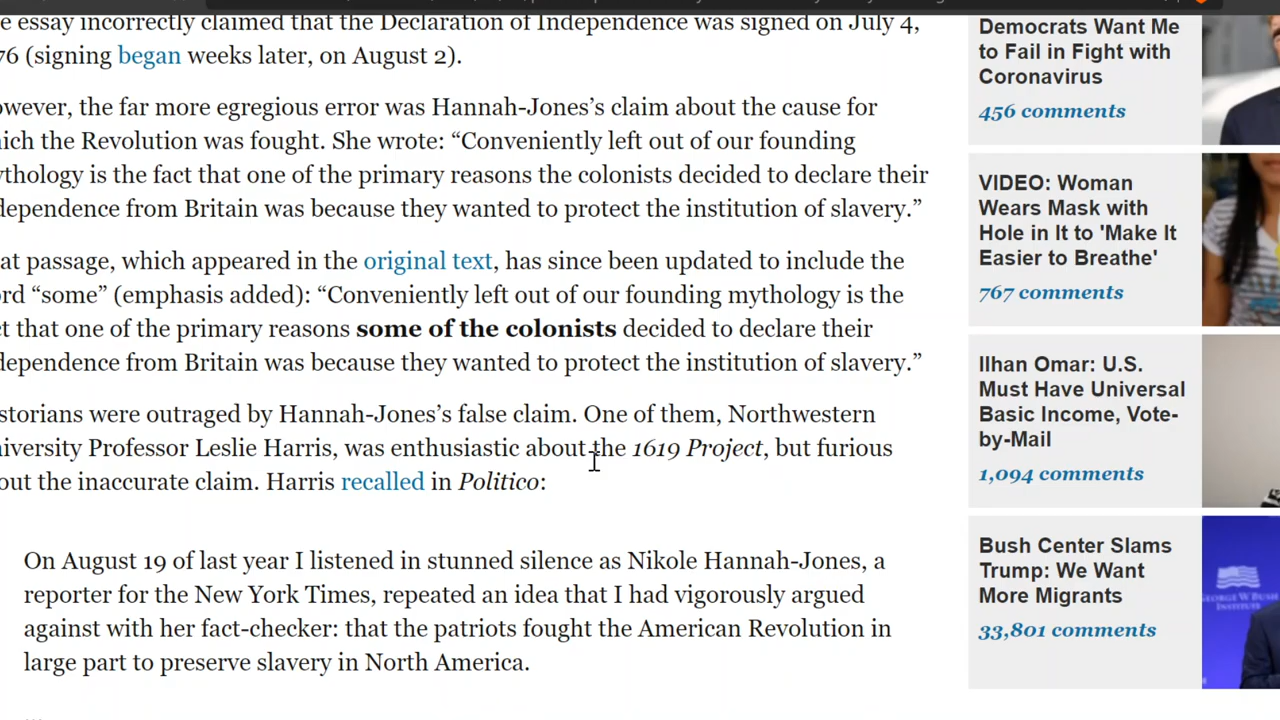 e essay incorrectly claimed that the Declaration of Independence was signed on July 4,
76 (signing began weeks later, on August 2).
owever, the far more egregious error was Hannah-Jones’s claim about the cause for
ich the Revolution was fought. She wrote: “Conveniently left out of our founding
ythology is the fact that one of the primary reasons the colonists decided to declare their
dependence from Britain was because they wanted to protect the institution of slavery.”
at passage, which appeared in the original text, has since been updated to include the
rd “some” (emphasis added): “Conveniently left out of our founding mythology is the
ct that one of the primary reasons some of the colonists decided to declare their
dependence from Britain was because they wanted to protect the institution of slavery.”
storians were outraged by Hannah-Jones’s false claim. One of them, Northwestern
niversity Professor Leslie Harris, was enthusiastic about the 1619 Project, but furious
out the inaccurate claim. Harris recalled in Politico:
On August 19 of last year I listened in stunned silence as Nikole Hannah-Jones, a
reporter for the New York Times, repeated an idea that I had vigorously argued
against with her fact-checker: that the patriots fought the American Revolution in
large part to preserve slavery in North America.
Democrats Want Me
to Fail in Fight with
Coronavirus
456 comments
VIDEO: Woman
Wears Mask with
Hole in It to 'Make It
Easier to Breathe'
767 comments
Ilhan Omar: U.S.
Must Have Universal
Basic Income, Vote-
by-Mail
1,094 comments
Bush Center Slams
Trump: We Want
More Migrants
33,801 comments